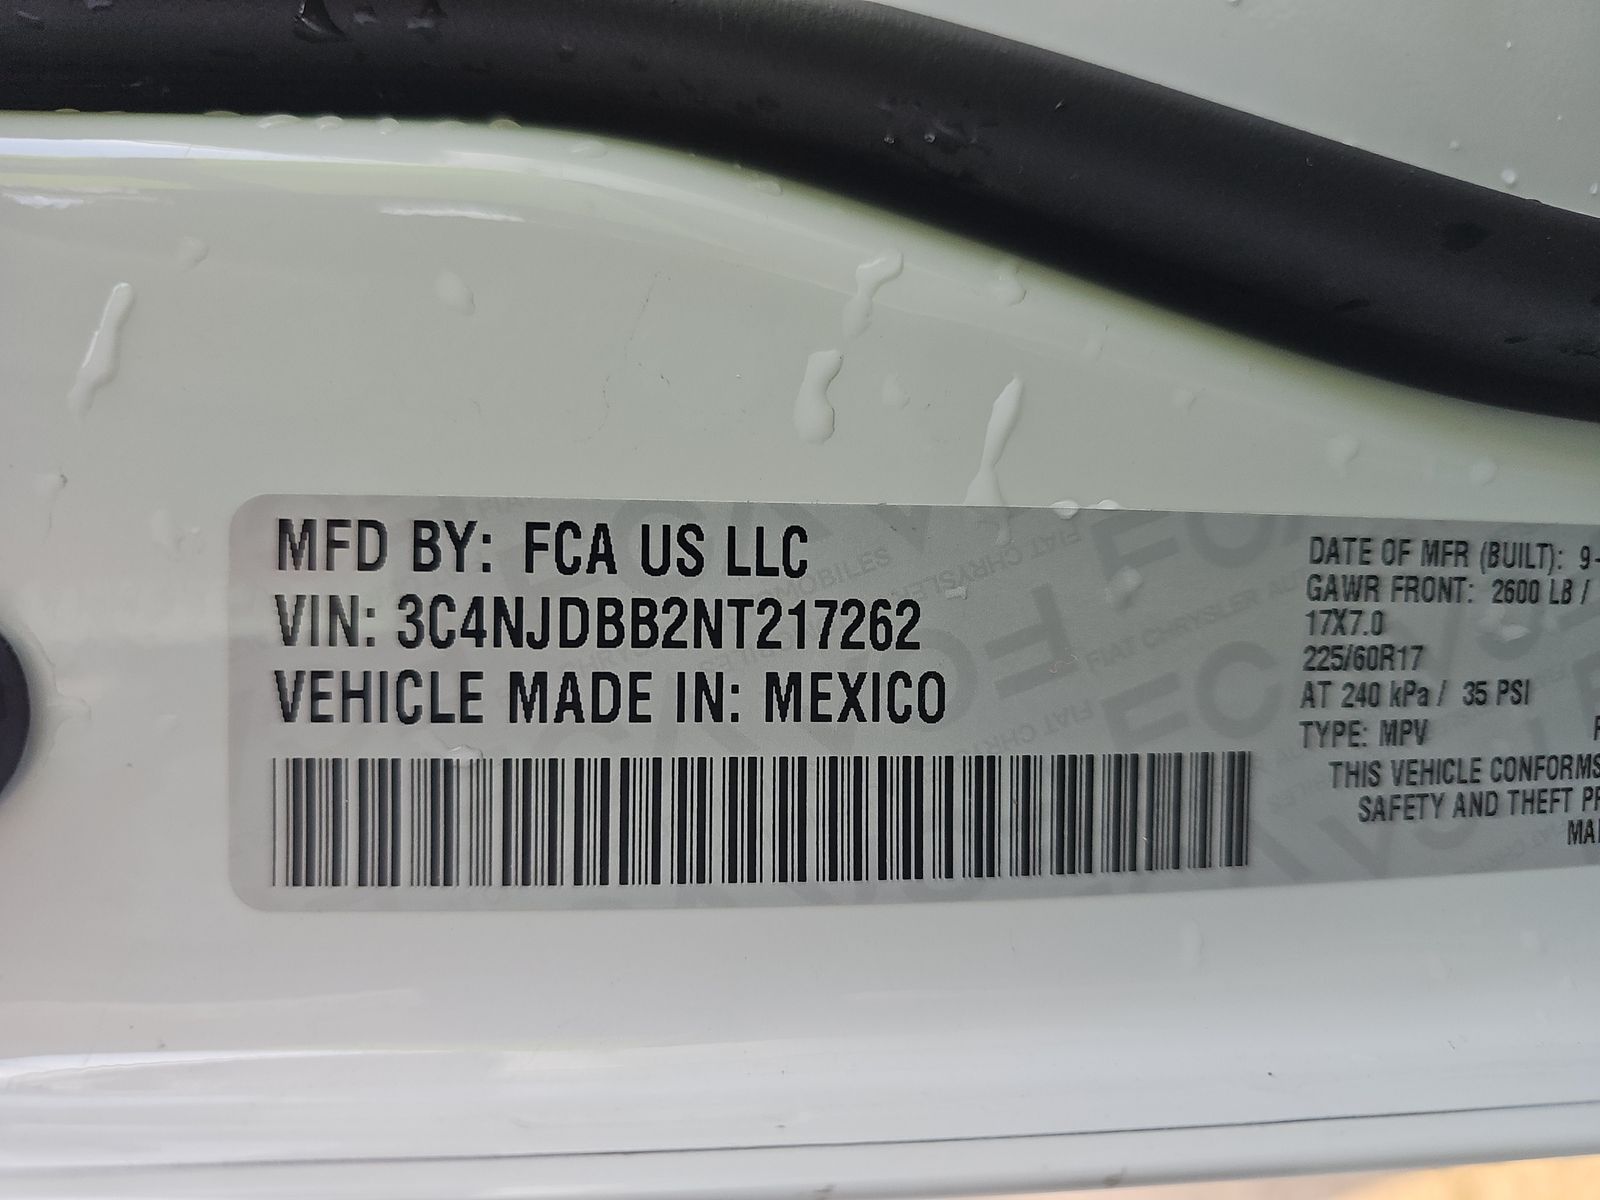 MFD BY: FCA US LLC
VIN: 3C4NJDBB2NT217262
VEHICLE MADE IN: MEXICO
DATE OF MFR (BUILT): 9-
GAWR FRONT: 2600 LB /
17X7.0
225/60R17
AT 240 kPa / 35 PSI
TYPE: MPV
THIS VEHICLE CONFORMS
SAFETY AND THEFT